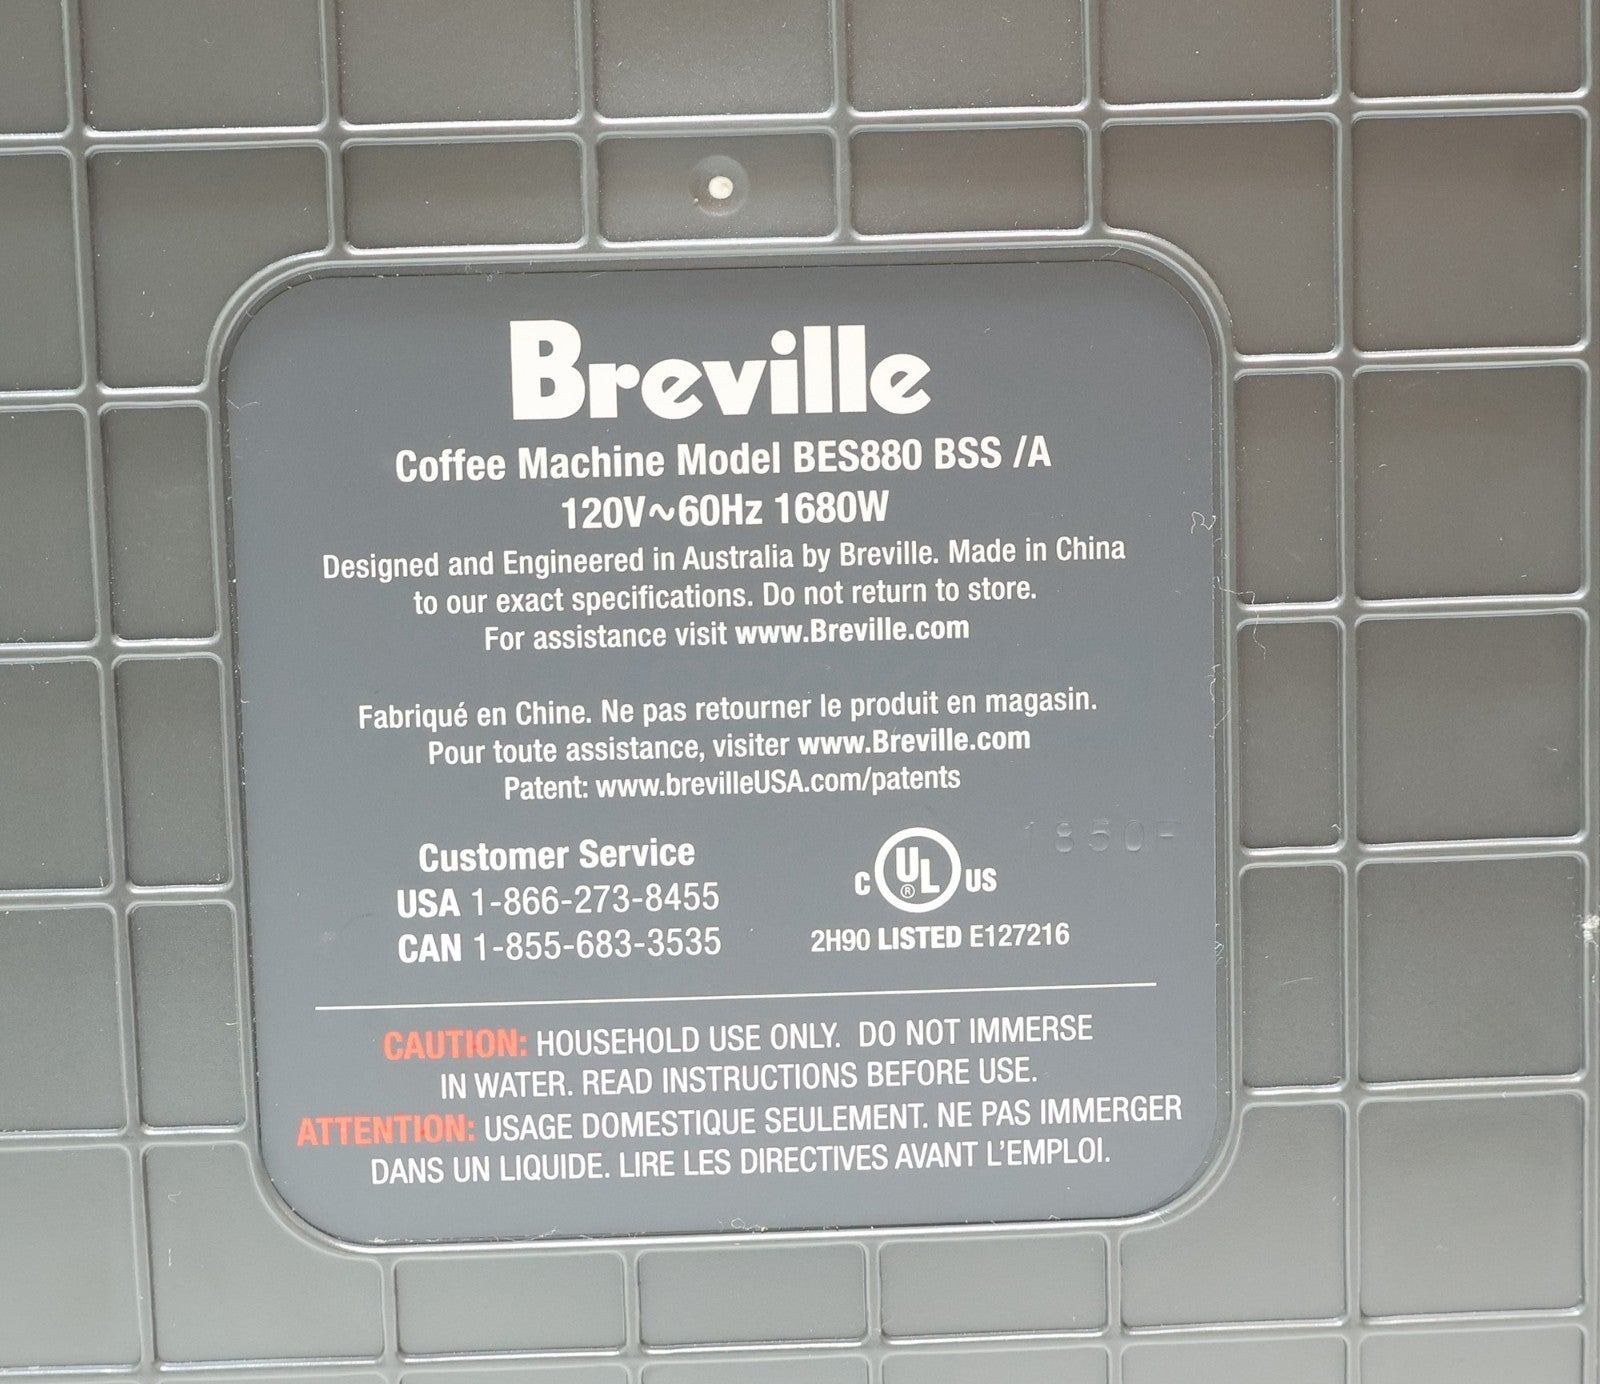 Breville
Coffee Machine Model BES880 BSS /A
120V~60Hz 1680W
Designed and Engineered in Australia by Breville. Made in China
to our exact specifications. Do not return to store.
For assistance visit www.Breville.com
Fabriqué en Chine. Ne pas retourner le produit en magasin.
Pour toute assistance, visiter www.Breville.com
Patent: www.brevilleUSA.com/patents
1850F
Customer Service
USA 1-866-273-8455
CAN 1-855-683-3535
C UL ® US
2H90 LISTED E127216
CAUTION: HOUSEHOLD USE ONLY. DO NOT IMMERSE
IN WATER. READ INSTRUCTIONS BEFORE USE.
ATTENTION: USAGE DOMESTIQUE SEULEMENT. NE PAS IMMERGER
DANS UN LIQUIDE. LIRE LES DIRECTIVES AVANT L'EMPLOI.